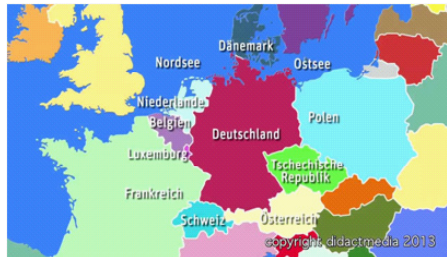 Dänemark
Nordsee
Ostsee
Niederlande
Belgien
Deutschland
Polen
Luxemburg
Tschechische
Republik
Frankreich
Schweiz
Österreich
copyright didactmedia 2013